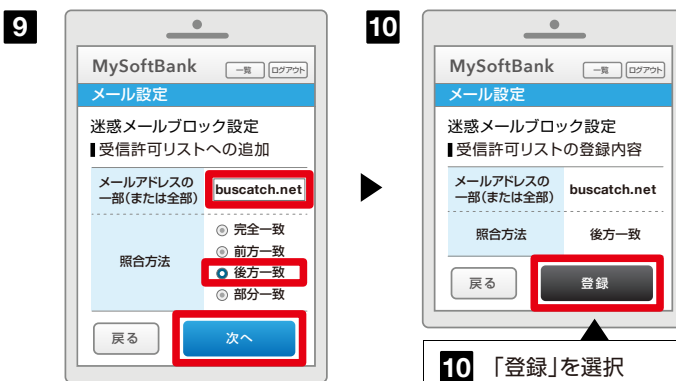 9
MySoftBank 一覧 ログアウト
メール設定
迷惑メールブロック設定
受信許可リストへの追加
メールアドレスの
一部(または全部)
buscatch.net
照合方法
完全一致
前方一致
後方一致
部分一致
戻る 次へ
10
MySoftBank 一覧 ログアウト
メール設定
迷惑メールブロック設定
受信許可リストの登録内容
メールアドレスの
一部(または全部)
buscatch.net
照合方法 後方一致
戻る 登録
10 「登録」を選択